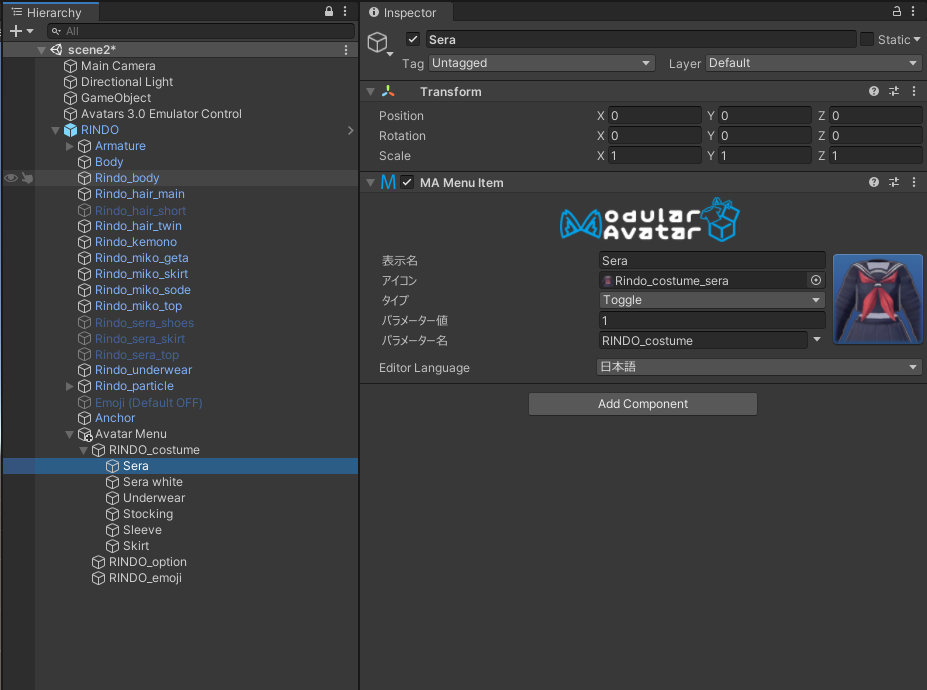 Hierarchy
All
scene2*
Main Camera
Directional Light
GameObject
Avatars 3.0 Emulator Control
RINDO
Armature
Body
Rindo_body
Rindo_hair_main
Rindo_hair_short
Rindo_hair_twin
Rindo_kemono
Rindo_miko_geta
Rindo_miko_skirt
Rindo_miko_sode
Rindo_miko_top
Rindo_sera_shoes
Rindo_sera_skirt
Rindo_sera_top
Rindo_underwear
Rindo_particle
Emoji (Default OFF)
Anchor
Avatar Menu
RINDO_costume
Sera
Sera white
Underwear
Stocking
Sleeve
Skirt
RINDO_option
RINDO_emoji
Inspector
Sera Static
Tag Untagged Layer Default
Transform
Position X 0 Y 0 Z 0
Rotation X 0 Y 0 Z 0
Scale X 1 Y 1 Z 1
MA Menu Item
Modular
Avatar
表示名 Sera
アイコン Rindo_costume_sera
タイプ Toggle
パラメーター値 1
パラメーター名 RINDO_costume
Editor Language 日本語
Add Component